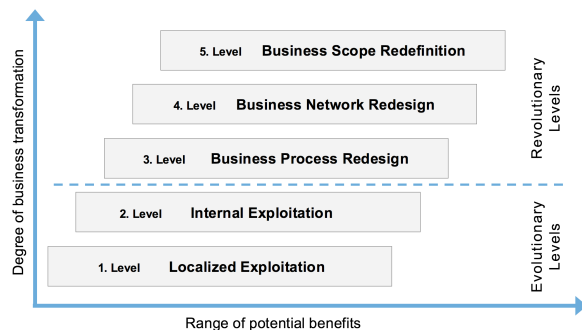 Degree of business transformation
5. Level Business Scope Redefinition
4. Level Business Network Redesign
3. Level Business Process Redesign
2. Level Internal Exploitation
1. Level Localized Exploitation
Revolutionary
Levels
Evolutionary
Levels
Range of potential benefits